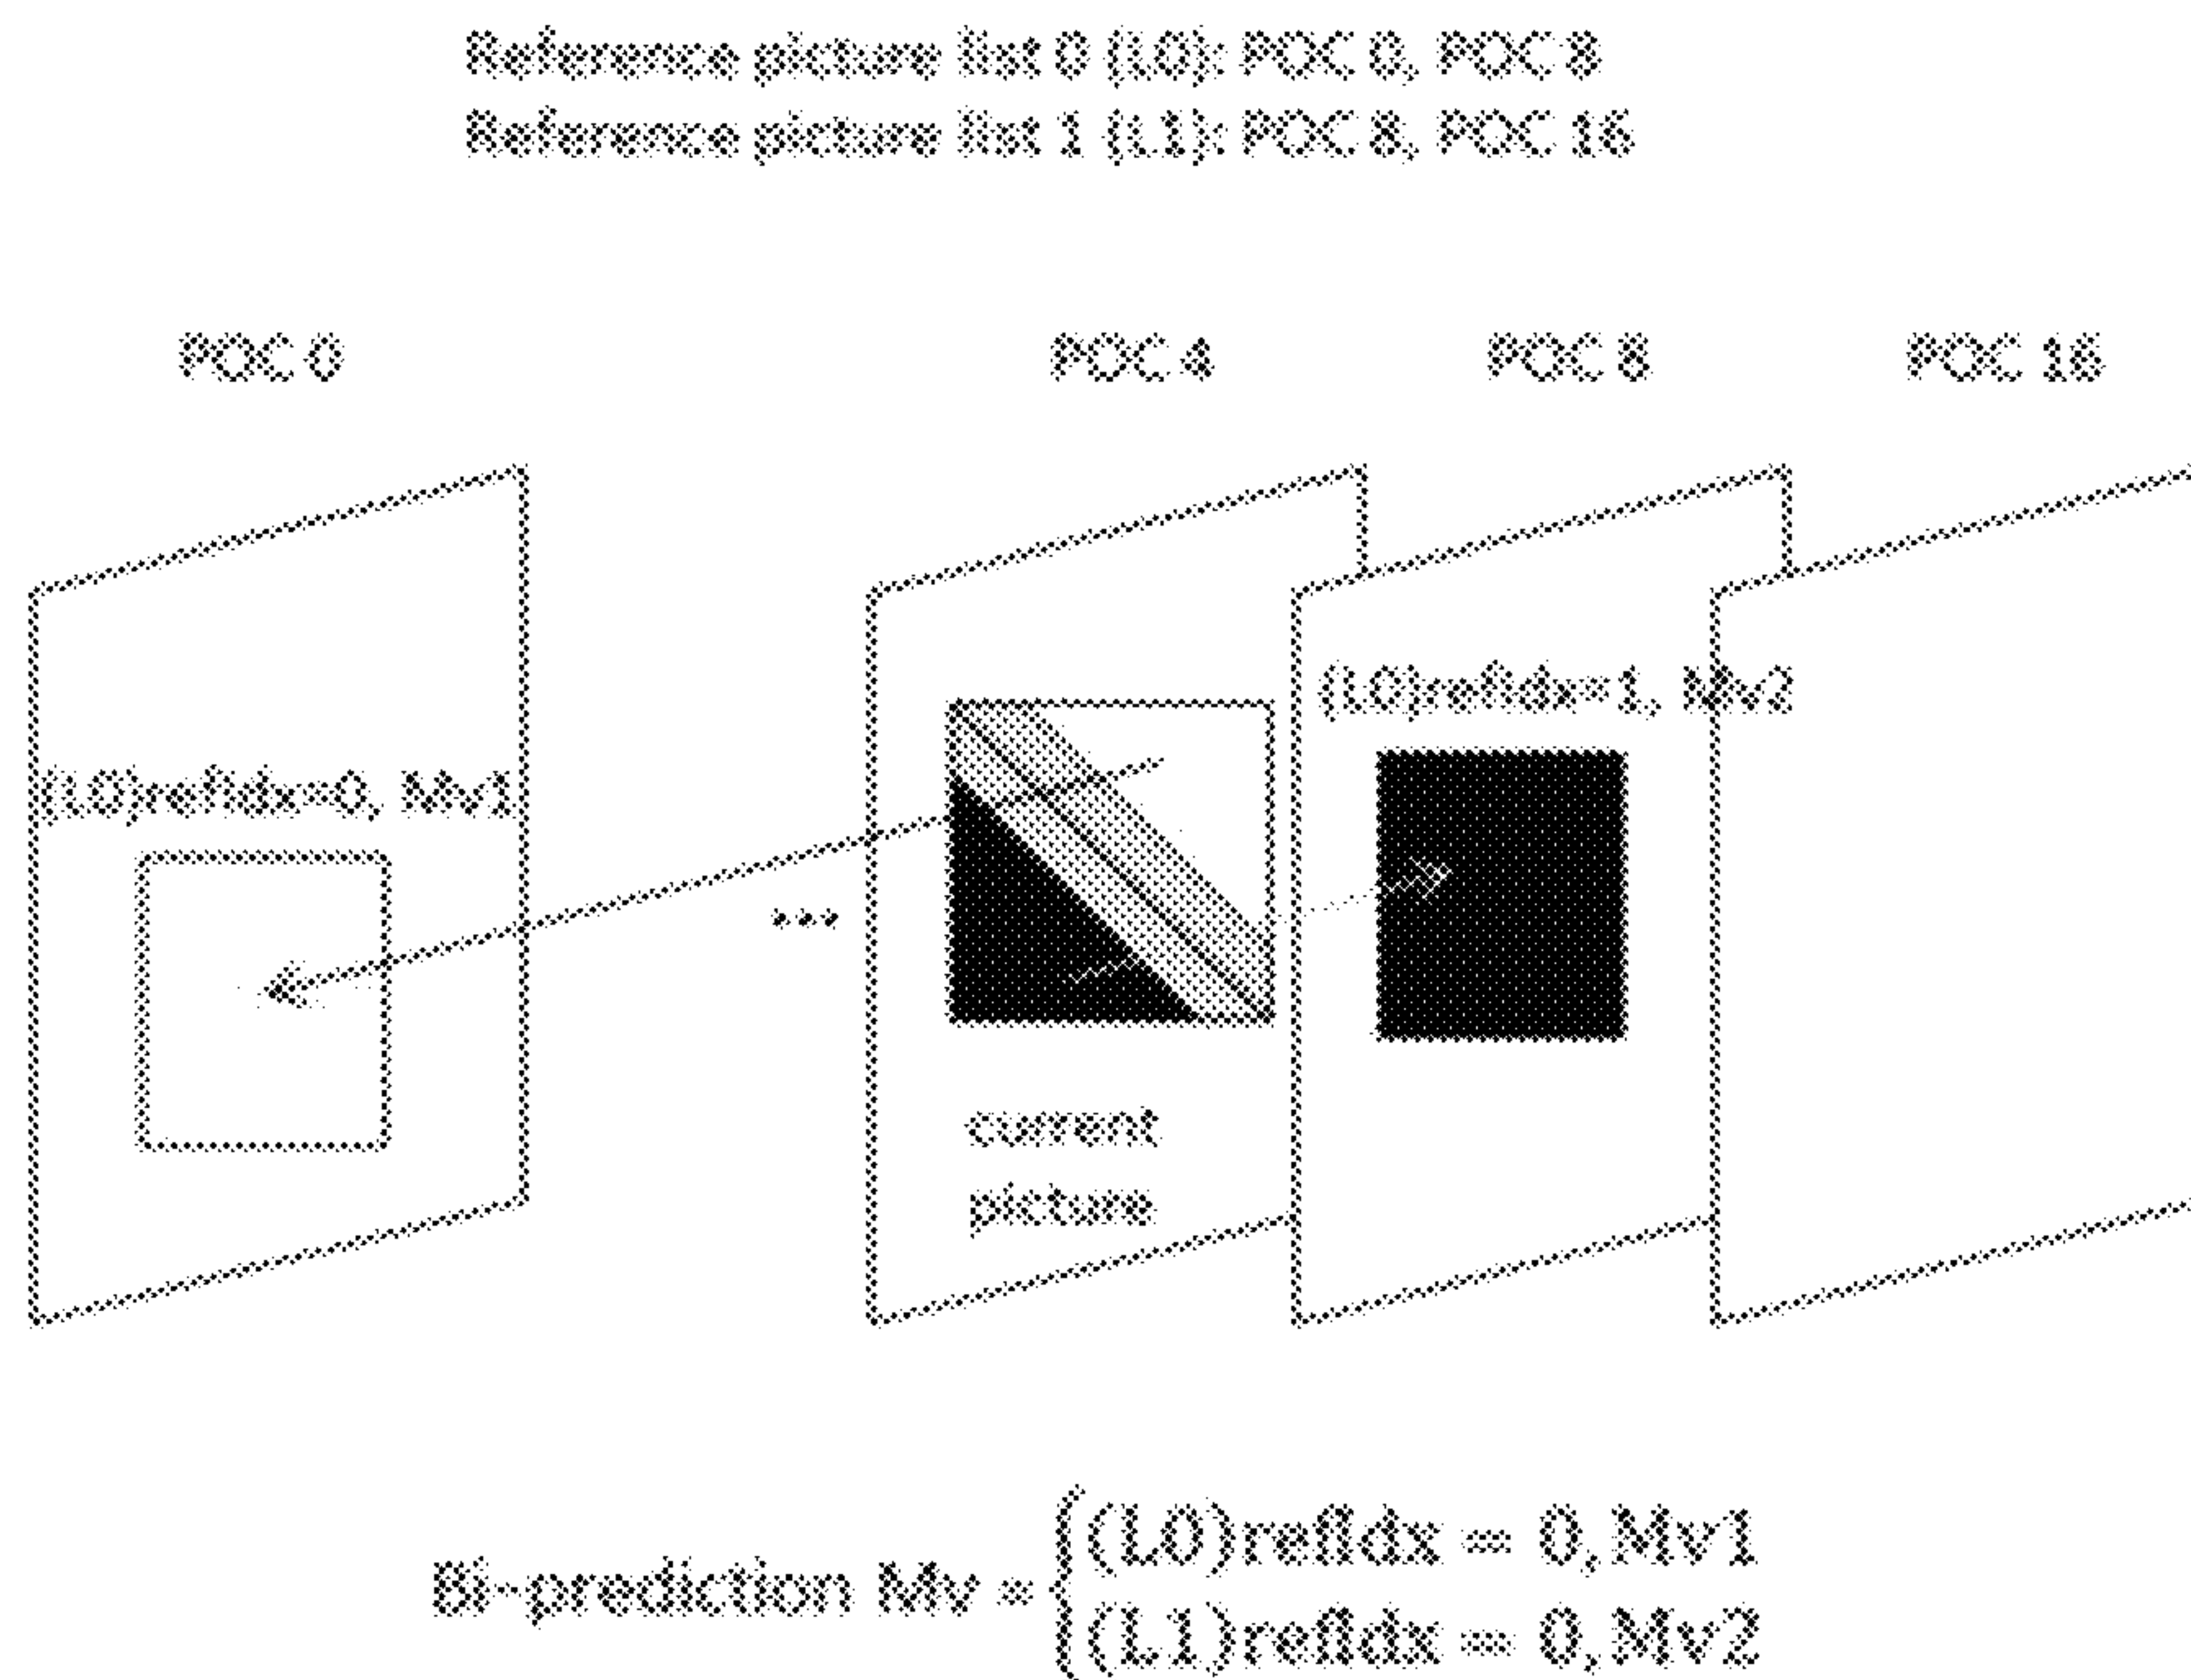 Reference picture list 0 (L0): POC 0, POC 8
Reference picture list 1 (L1): POC 8, POC 16
POC 0 POC 4 POC 8 POC 16
(L0)refidx=1, Mv2
(L0)refidx=0, Mv1
...
current
picture
Bi-prediction Mv = {(L0)refidx = 0, Mv1
(L1)refidx = 0, Mv2